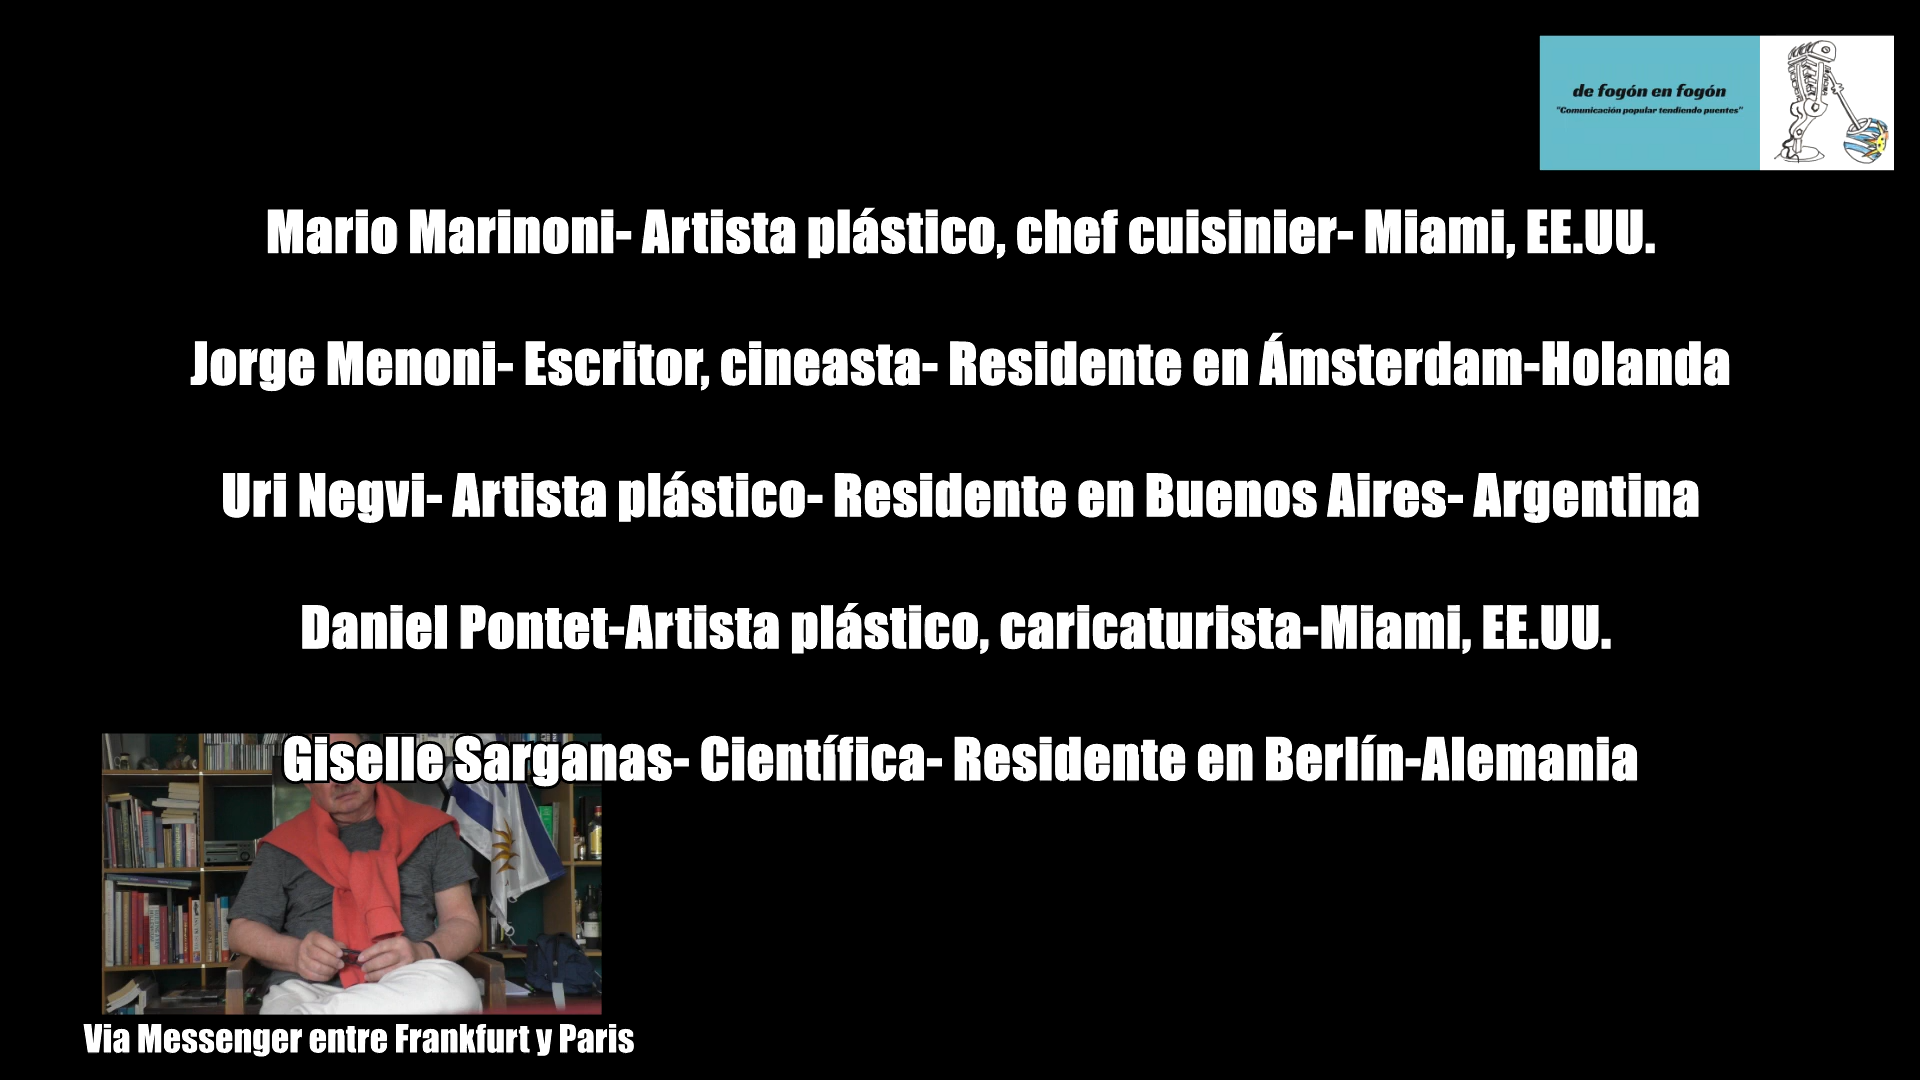 de fogón en fogón
"Comunicación popular tendiendo puentes"
Mario Marinoni- Artista plástico, chef cuisinier- Miami, EE.UU.
Jorge Menoni- Escritor, cineasta- Residente en Ámsterdam-Holanda
Uri Negvi- Artista plástico- Residente en Buenos Aires- Argentina
Daniel Pontet-Artista plástico, caricaturista-Miami, EE.UU.
Giselle Sarganas- Científica- Residente en Berlín-Alemania
Via Messenger entre Frankfurt y Paris